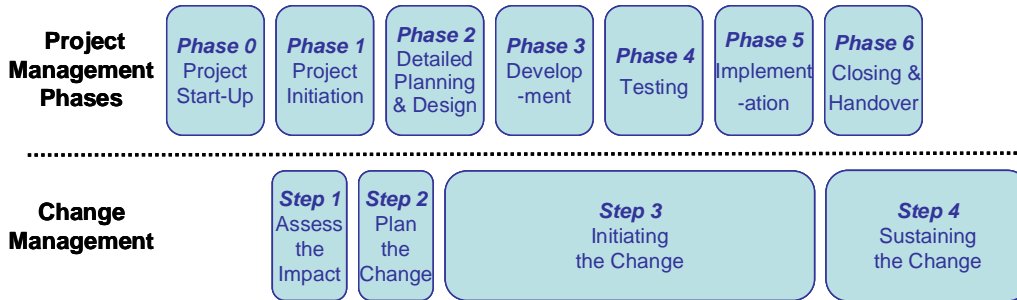 Project
Management
Phases
Phase 0
Project
Start-Up
Phase 1
Project
Initiation
Phase 2
Detailed
Planning
& Design
Phase 3
Develop
-ment
Phase 4
Testing
Phase 5
Implement
-ation
Phase 6
Closing &
Handover
Change
Management
Step 1
Assess
the
Impact
Step 2
Plan
the
Change
Step 3
Initiating
the Change
Step 4
Sustaining
the Change